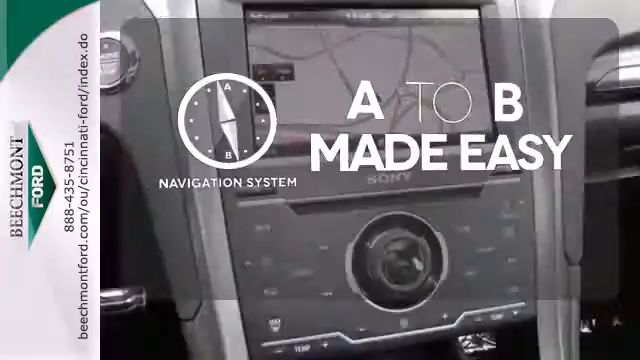 BEECHMONT
FORD
888-435-8751
beechmontford.com/ou/cincinnati-ford/index.do
A
B
NAVIGATION SYSTEM
A TO B
MADE EASY
SONY
TEMP
TEMP